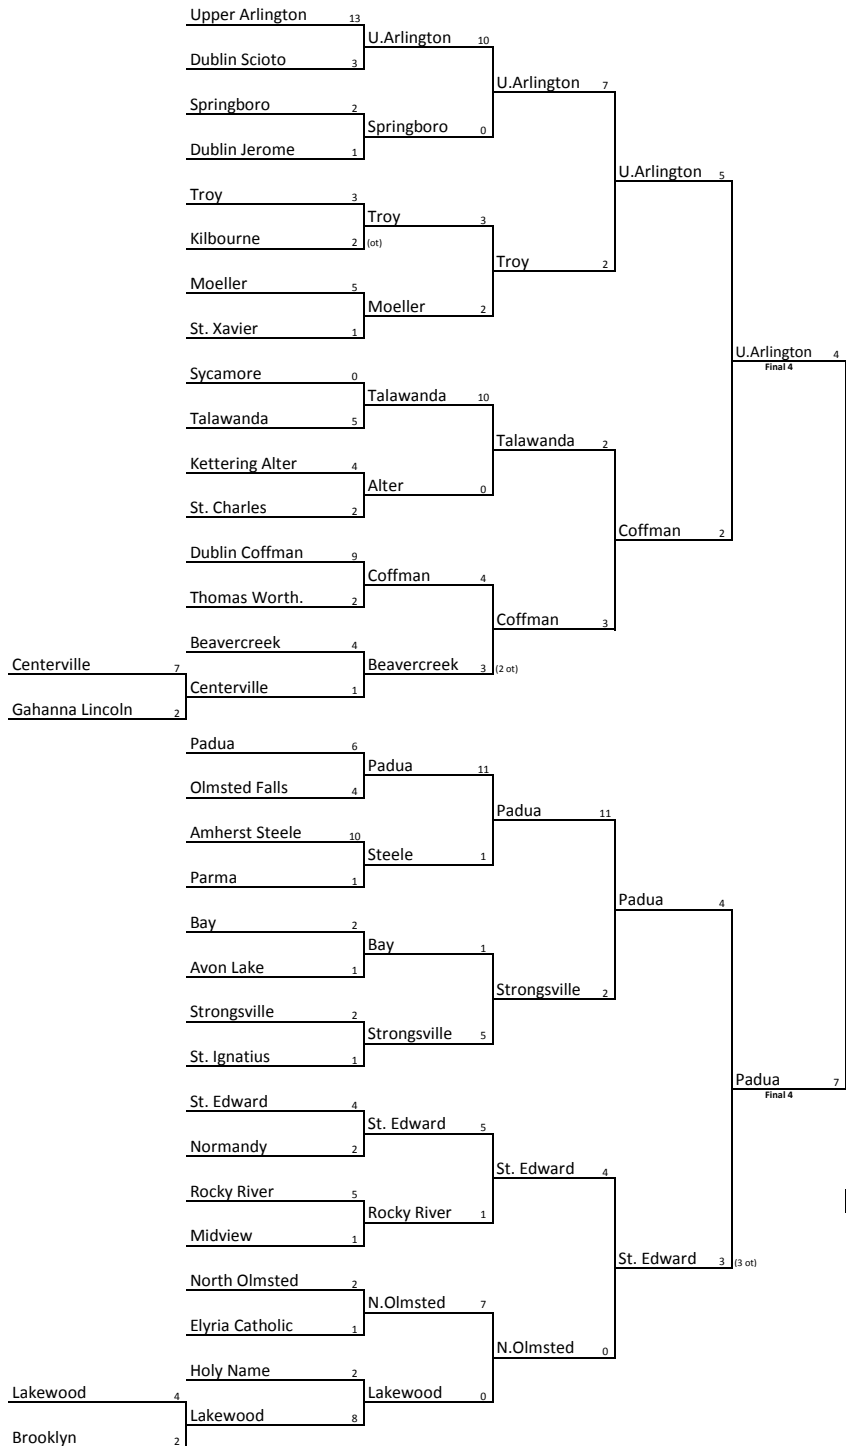 Upper Arlington 13
U.Arlington 10
Dublin Scioto 3
U.Arlington 7
Springboro 2
Springboro 0
Dublin Jerome 1
U.Arlington 5
Troy 3
Troy 3
Kilbourne 2 (ot)
Troy 2
Moeller 5
Moeller 2
St. Xavier 1
U.Arlington 4
Final 4
Sycamore 0
Talawanda 10
Talawanda 5
Talawanda 2
Kettering Alter 4
Alter 0
St. Charles 2
Coffman 2
Dublin Coffman 9
Coffman 4
Thomas Worth. 2
Coffman 3
Beavercreek 4
Centerville 7
Beavercreek 3 (2 ot)
Centerville 1
Gahanna Lincoln 2
Padua 6
Padua 11
Olmsted Falls 4
Padua 11
Amherst Steele 10
Steele 1
Parma 1
Padua 4
Bay 2
Bay 1
Avon Lake 1
Strongsville 2
Strongsville 2
Strongsville 5
St. Ignatius 1
Padua 7
Final 4
St. Edward 4
St. Edward 5
Normandy 2
St. Edward 4
Rocky River 5
Rocky River 1
Midview 1
St. Edward 3 (3 ot)
North Olmsted 2
N.Olmsted 7
Elyria Catholic 1
N.Olmsted 0
Holy Name 2
Lakewood 4
Lakewood 0
Lakewood 8
Brooklyn 2